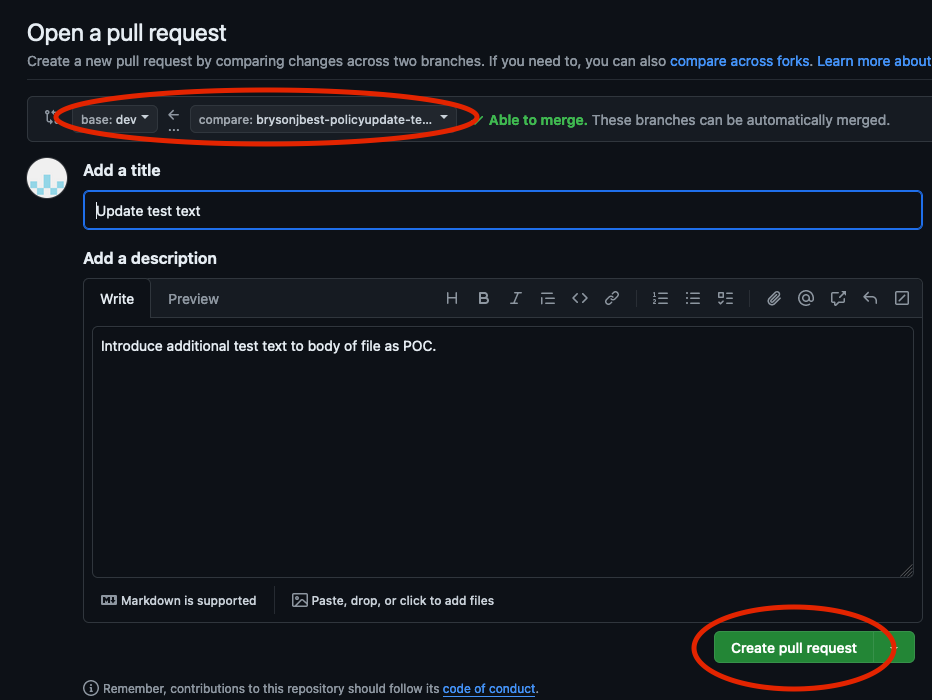 Open a pull request
Create a new pull request by comparing changes across two branches. If you need to, you can also compare across forks. Learn more about
base: dev ← compare: brysonjbest-policyupdate-te... ✓ Able to merge. These branches can be automatically merged.
...
Add a title
Update test text
Add a description
Write Preview H B I
Introduce additional test text to body of file as POC.
Markdown is supported Paste, drop, or click to add files
Create pull request
Remember, contributions to this repository should follow its code of conduct.